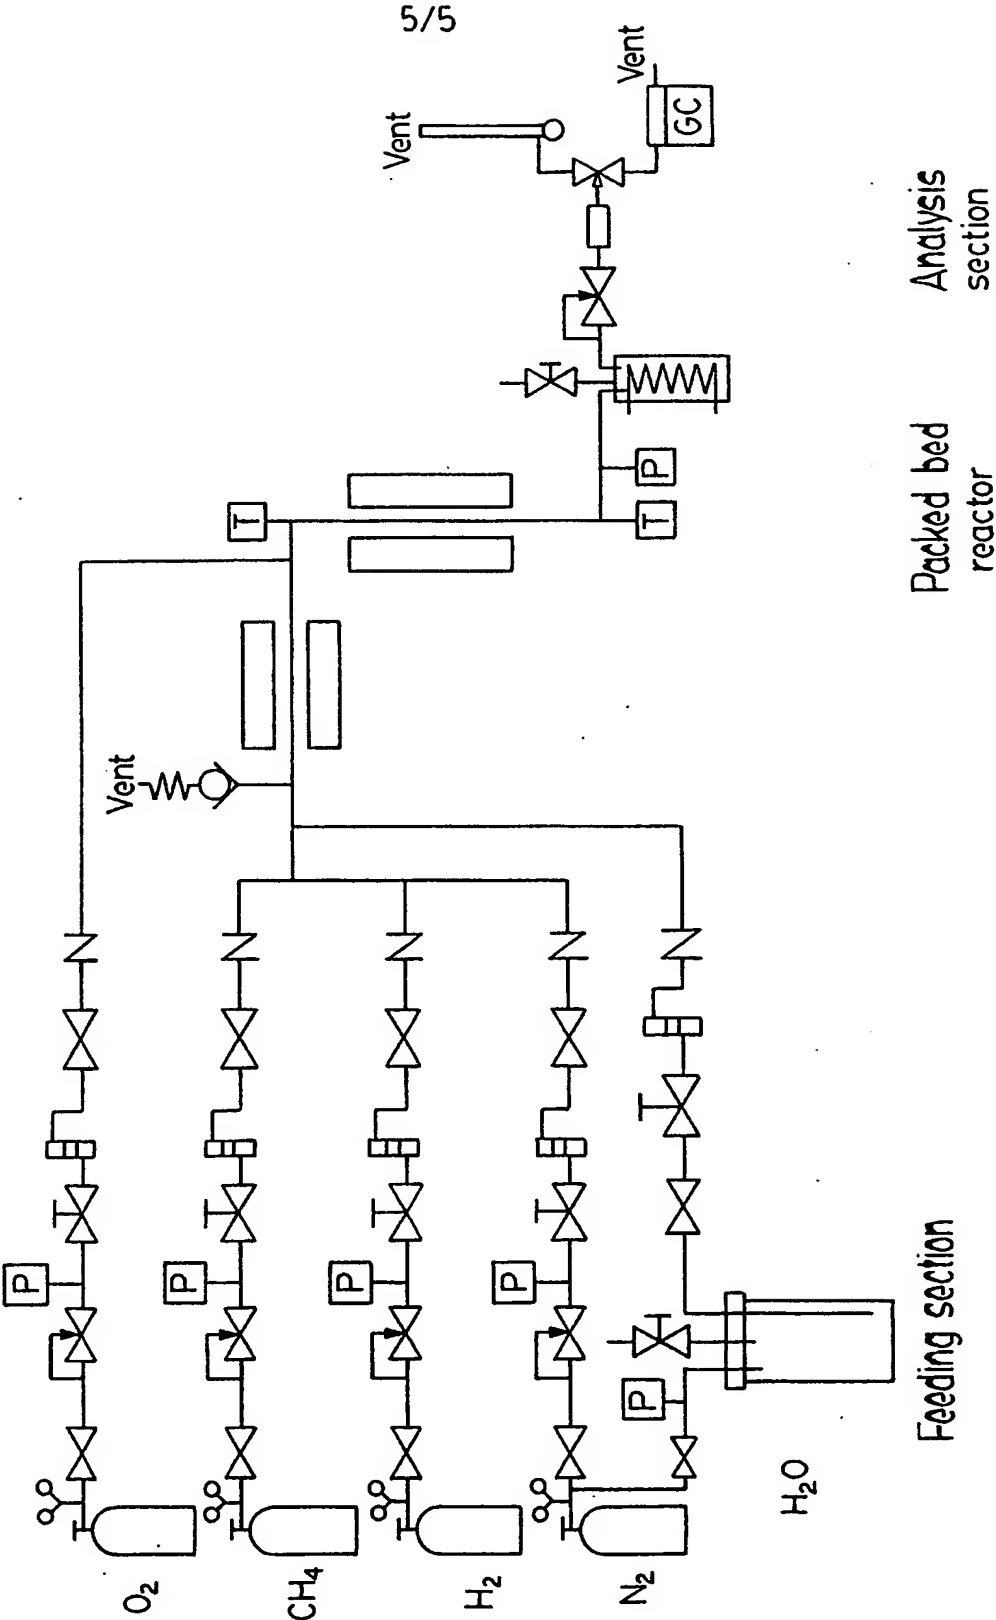 5/5
Vent
Vent
GC
T
P
T
Vent
P
P
P
P
P
O₂
CH₄
H₂
N₂
H₂O
Feeding section
Packed bed
reactor
Analysis
section